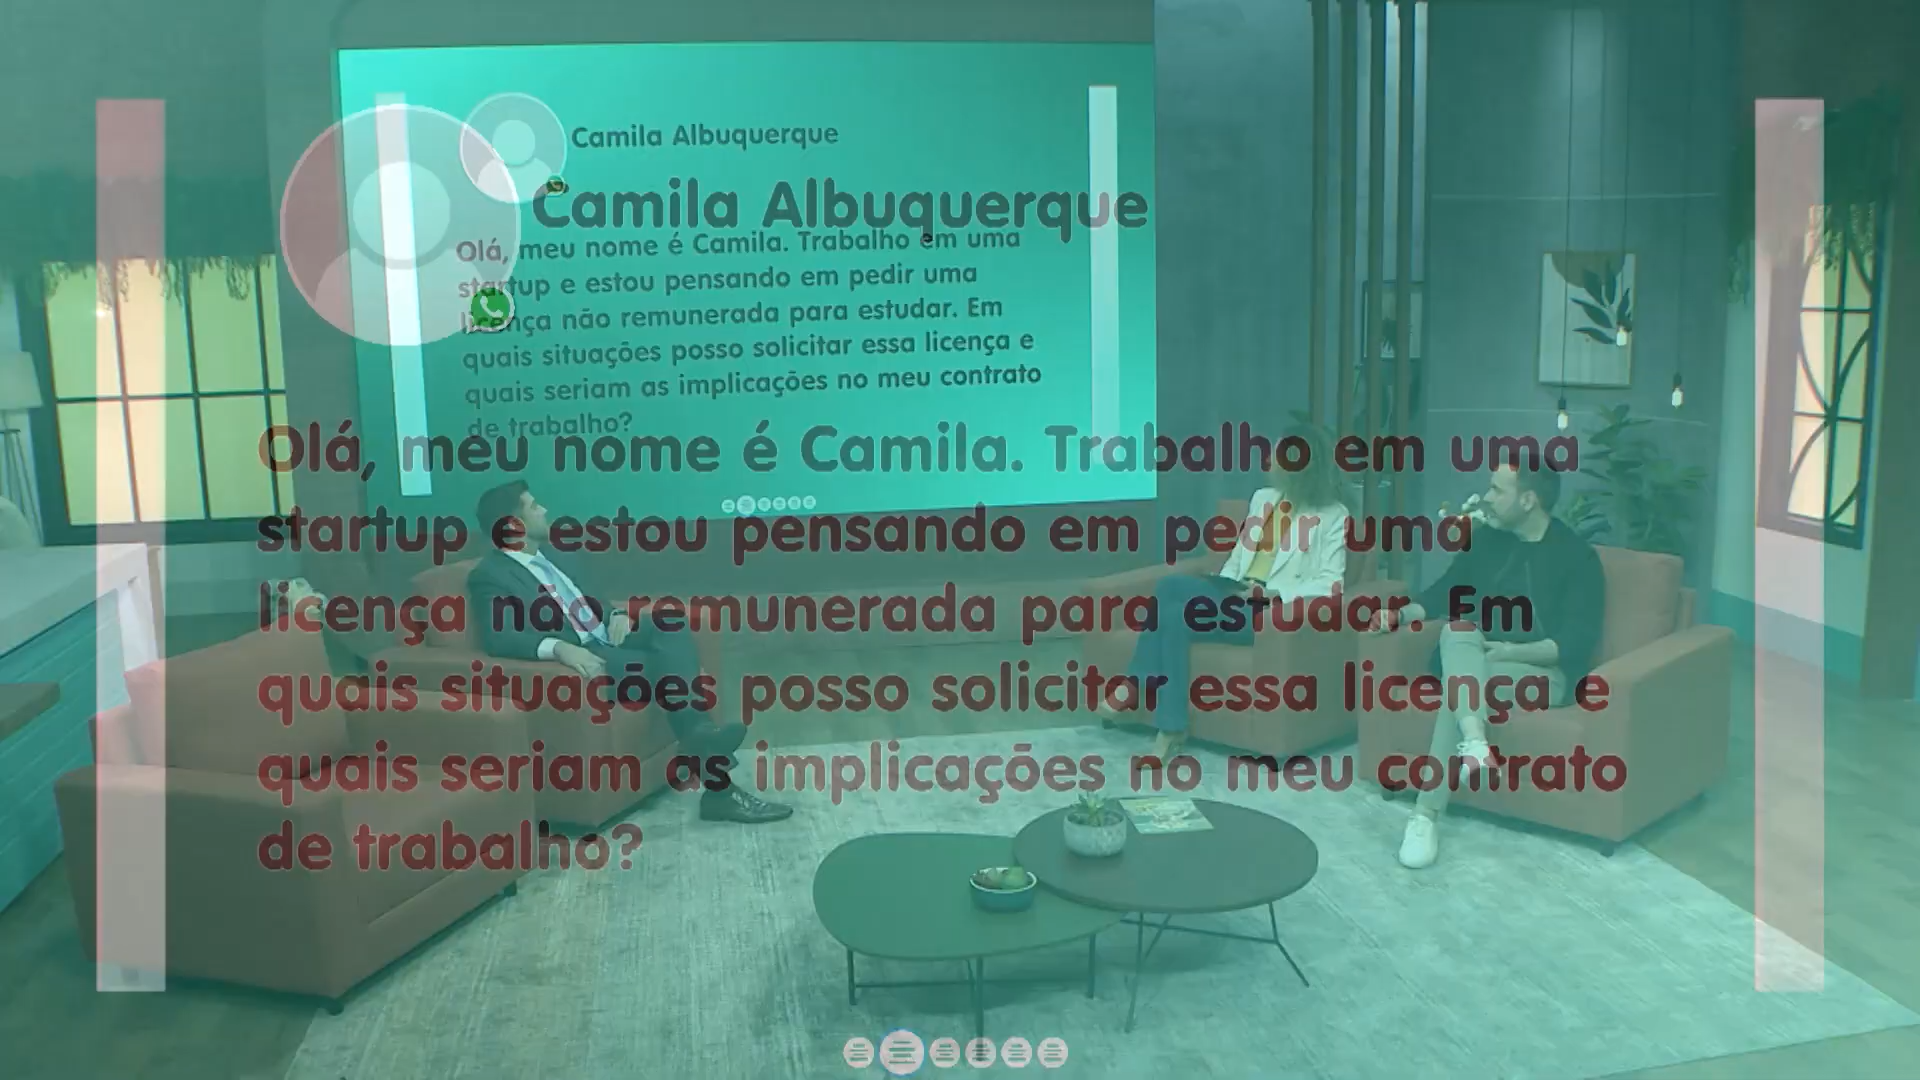 Camila Albuquerque
Olá, meu nome é Camila. Trabalho em uma
startup e estou pensando em pedir uma
licença não remunerada para estudar. Em
quais situações posso solicitar essa licença e
quais seriam as implicações no meu contrato
de trabalho?
Camila Albuquerque
Olá, meu nome é Camila. Trabalho em uma
startup e estou pensando em pedir uma
licença não remunerada para estudar. Em
quais situações posso solicitar essa licença e
quais seriam as implicações no meu contrato
de trabalho?